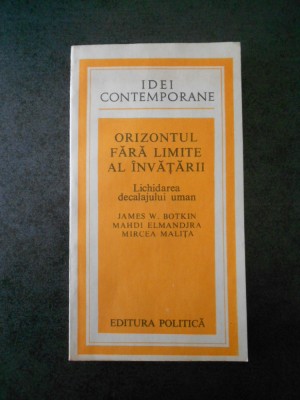 IDEI
CONTEMPORANE
ORIZONTUL
FĂRĂ LIMITE
AL ÎNVĂȚĂRII
Lichidarea
decalajului uman
JAMES W. BOTKIN
MAHDI ELMANDJRA
MIRCEA MALIȚA
EDITURA POLITICĂ